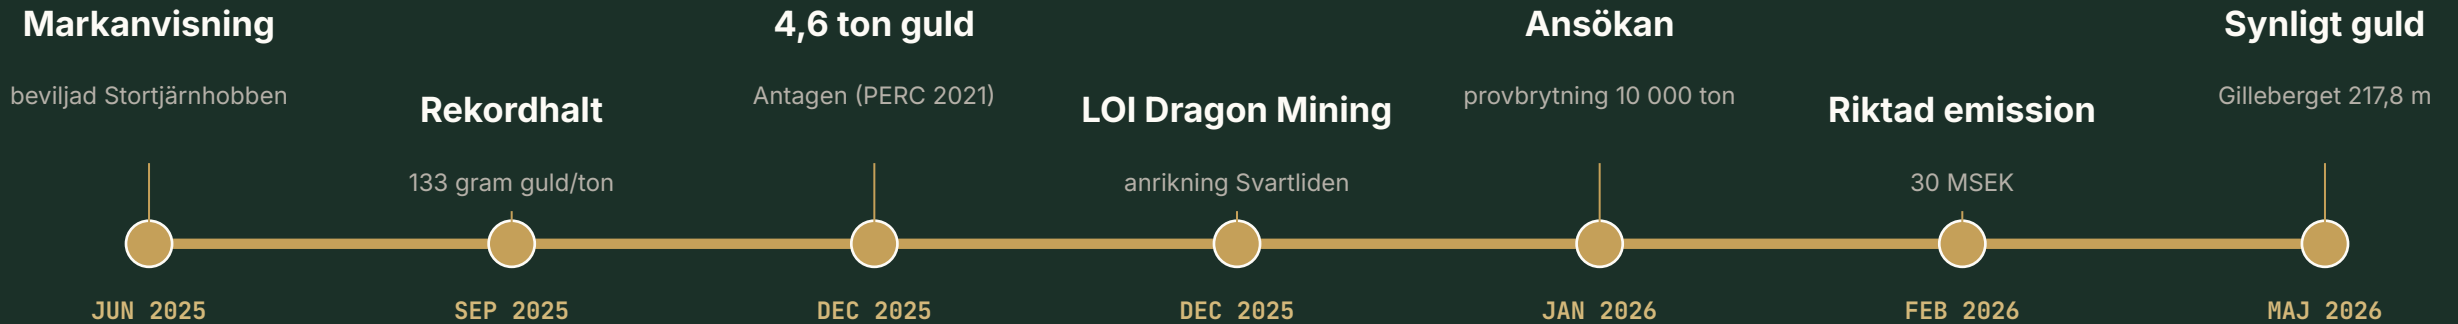 Markanvisning
beviljad Stortjärnhobben
JUN 2025
Rekordhalt
133 gram guld/ton
SEP 2025
4,6 ton guld
Antagen (PERC 2021)
DEC 2025
LOI Dragon Mining
anrikning Svartliden
DEC 2025
Ansökan
provbrytning 10 000 ton
JAN 2026
Riktad emission
30 MSEK
FEB 2026
Synligt guld
Gilleberget 217,8 m
MAJ 2026